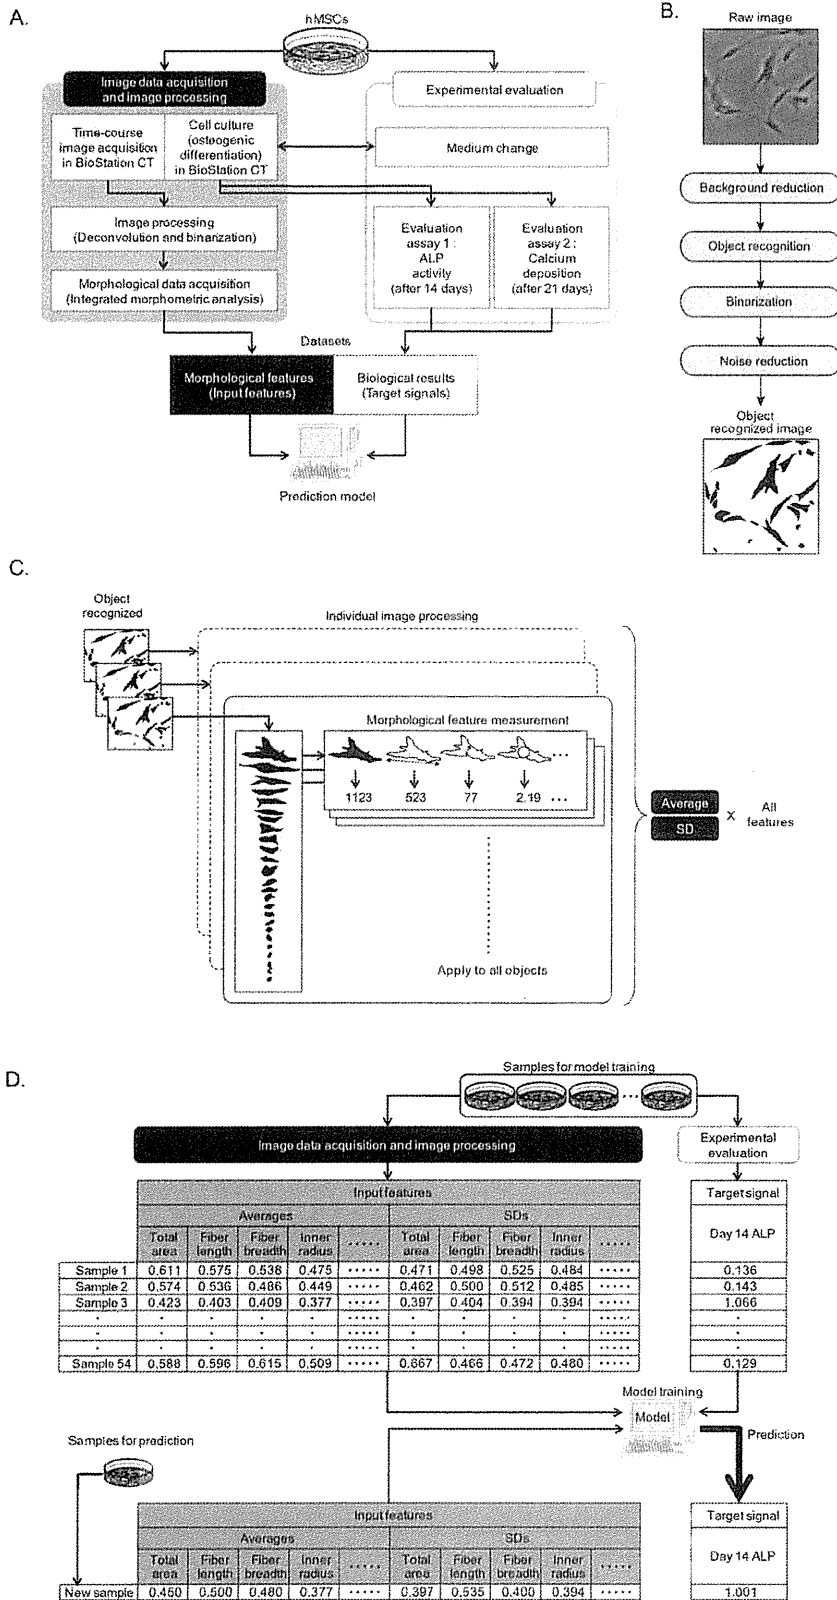 A.
hMSCs
Image data acquisition
and image processing
Experimental evaluation
Time-course
image acquisition
in BioStation CT
Cell culture
(osteogenic
differentiation)
in BioStation CT
Medium change
Image processing
(Deconvolution and binarization)
Morphological data acquisition
(Integrated morphometric analysis)
Evaluation
assay 1 :
ALP
activity
(after 14 days)
Evaluation
assay 2 :
Calcium
deposition
(after 21 days)
Datasets
Morphological features
(Input features)
Biological results
(Target signals)
Prediction model
B.
Raw image
Background reduction
Object recognition
Binarization
Noise reduction
Object
recognized image
C.
Object
recognized
Individual image processing
Morphological feature measurement
1123 523 77 2.19 ···
Apply to all objects
Average
SD
X
All
features
D.
Samples for model training
Image data acquisition and image processing
Experimental
evaluation
Input features
Target signal
Averages SDs
Day 14 ALP
Total area Fiber length Fiber breadth Inner radius ····· Total area Fiber length Fiber breadth Inner radius ·····
Sample 1 0.611 0.575 0.538 0.475 ····· 0.471 0.498 0.525 0.484 ····· 0.136
Sample 2 0.574 0.536 0.486 0.449 ····· 0.462 0.500 0.512 0.485 ····· 0.143
Sample 3 0.423 0.403 0.409 0.377 ····· 0.397 0.404 0.394 0.394 ····· 1.066
Sample 54 0.588 0.596 0.615 0.509 ····· 0.667 0.466 0.472 0.480 ····· 0.129
Model training
Model
Prediction
Samples for prediction
Input features
Target signal
Averages SDs
Day 14 ALP
Total area Fiber length Fiber breadth Inner radius ····· Total area Fiber length Fiber breadth Inner radius ·····
New sample 0.450 0.500 0.480 0.377 ····· 0.397 0.535 0.400 0.394 ····· 1.001